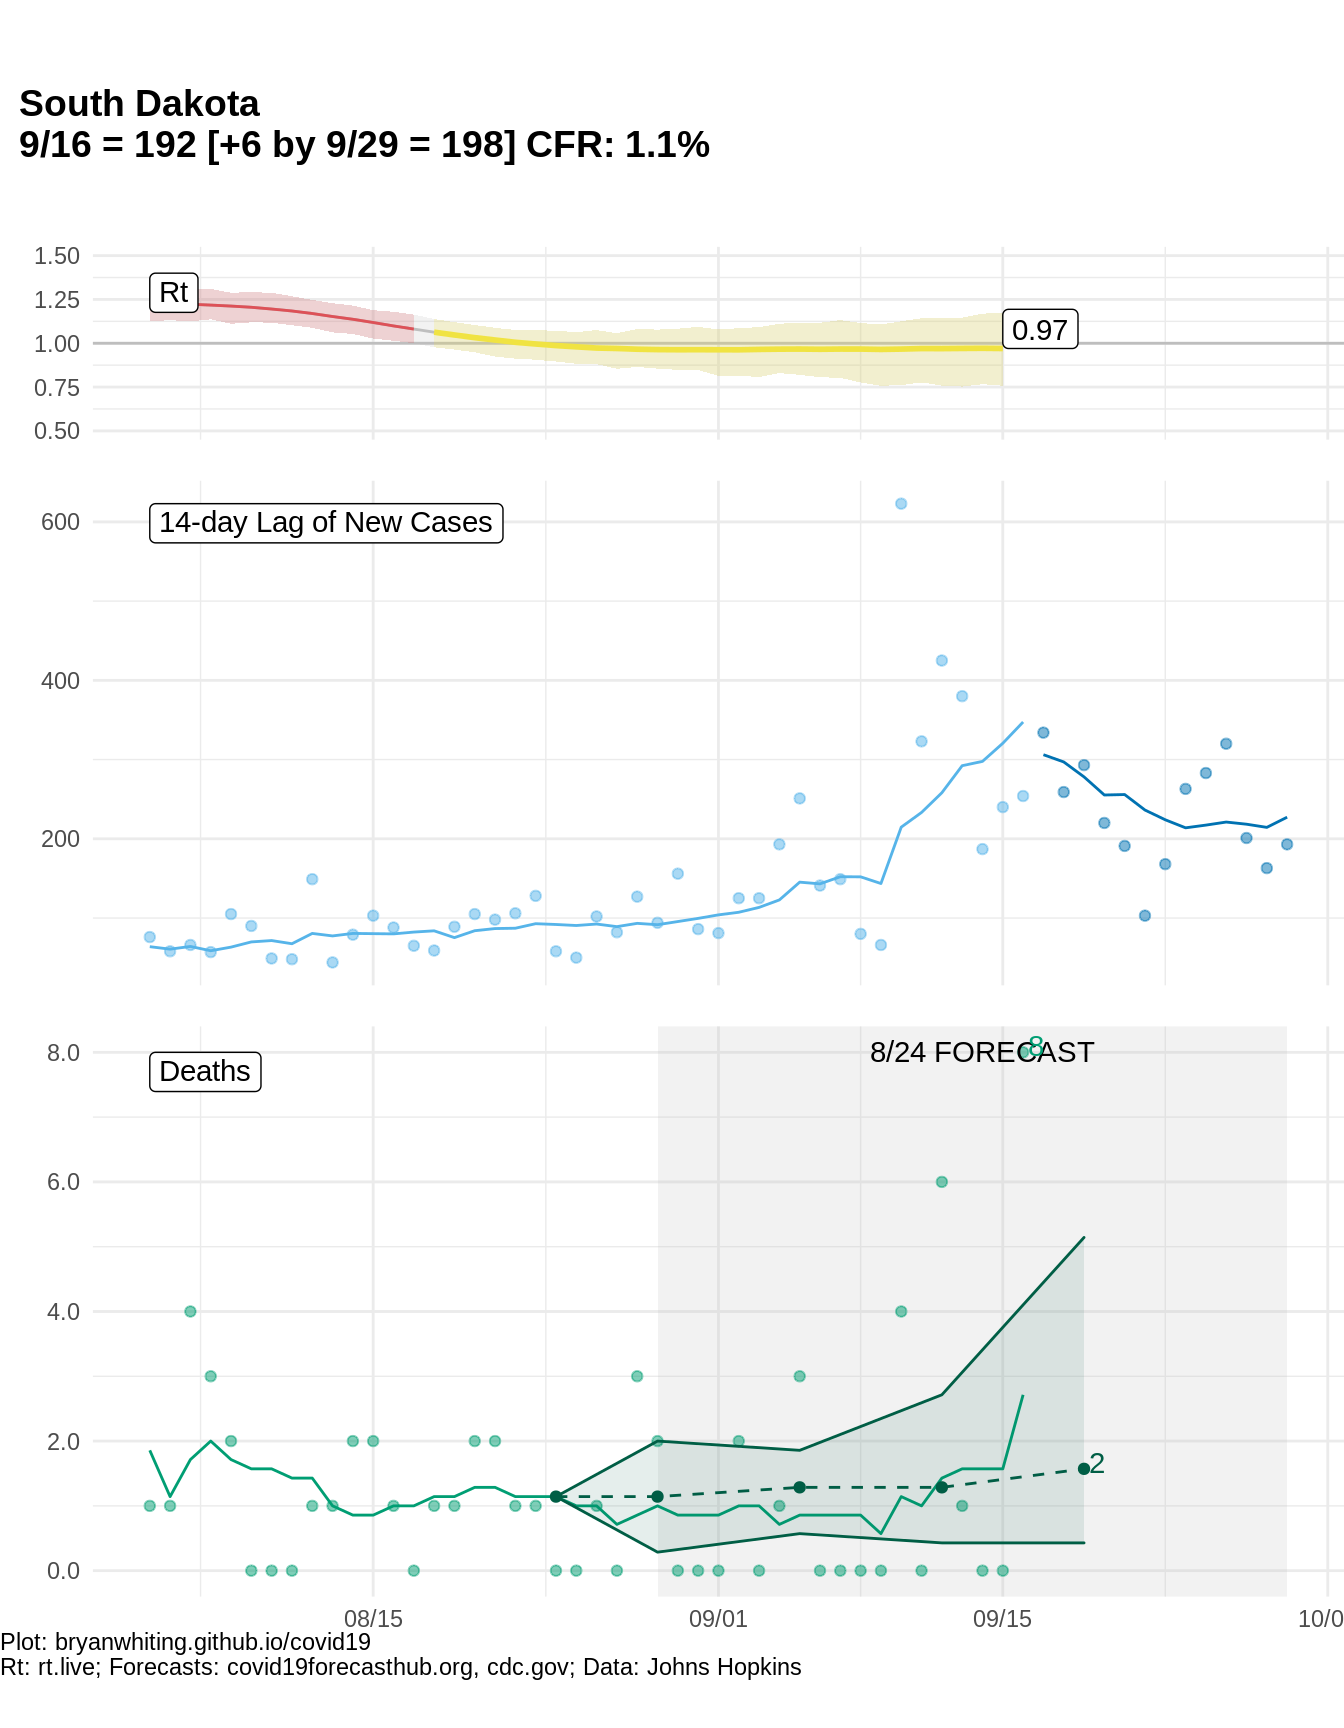 South Dakota
9/16 = 192 [+6 by 9/29 = 198] CFR: 1.1%
1.50
1.25
1.00
0.75
0.50
Rt
0.97
600
400
200
14-day Lag of New Cases
8.0
6.0
4.0
2.0
0.0
Deaths
8/24 FORECAST
8
2
08/15
09/01
09/15
10/0
Plot: bryanwhiting.github.io/covid19
Rt: rt.live; Forecasts: covid19forecasthub.org, cdc.gov; Data: Johns Hopkins